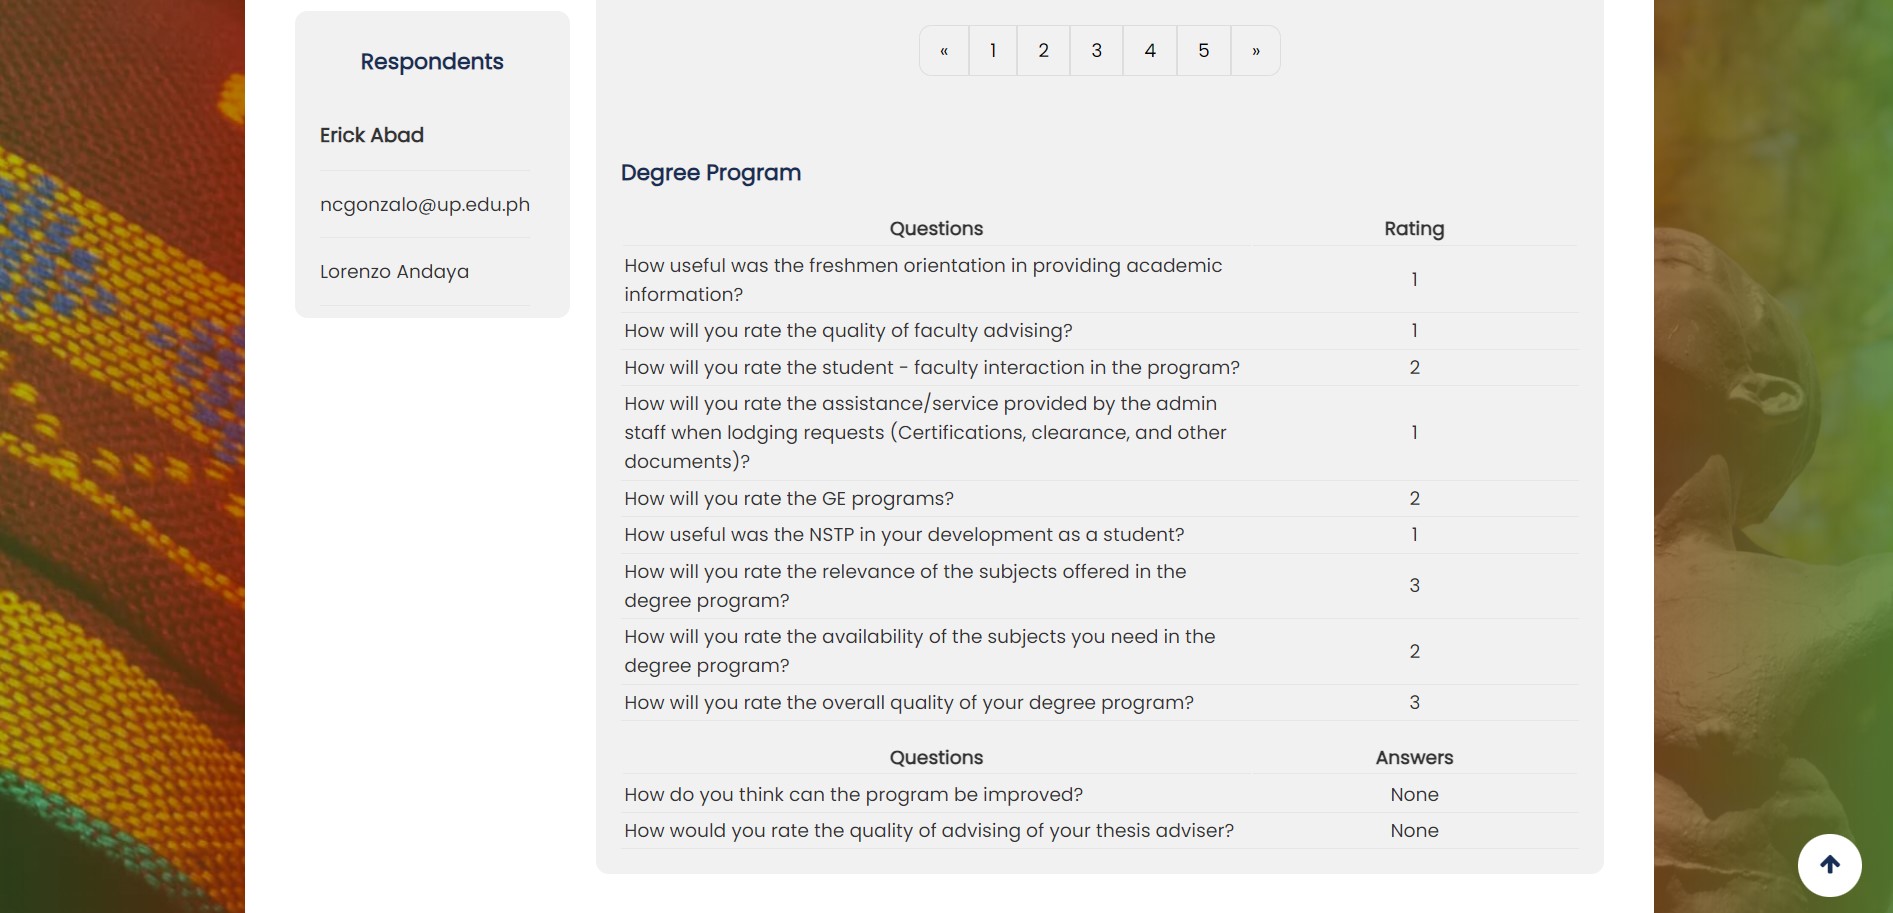 Respondents
Erick Abad
ncgonzalo@up.edu.ph
Lorenzo Andaya
« 1 2 3 4 5 »
Degree Program
Questions Rating
How useful was the freshmen orientation in providing academic
information? 1
How will you rate the quality of faculty advising? 1
How will you rate the student - faculty interaction in the program? 2
How will you rate the assistance/service provided by the admin
staff when lodging requests (Certifications, clearance, and other 1
documents)?
How will you rate the GE programs? 2
How useful was the NSTP in your development as a student? 1
How will you rate the relevance of the subjects offered in the
degree program? 3
How will you rate the availability of the subjects you need in the
degree program? 2
How will you rate the overall quality of your degree program? 3
Questions Answers
How do you think can the program be improved? None
How would you rate the quality of advising of your thesis adviser? None